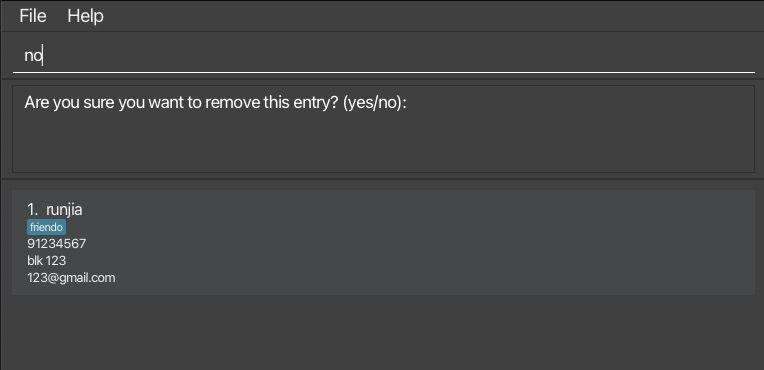 File Help
no
Are you sure you want to remove this entry? (yes/no):
1. runjia
friendo
91234567
blk 123
123@gmail.com